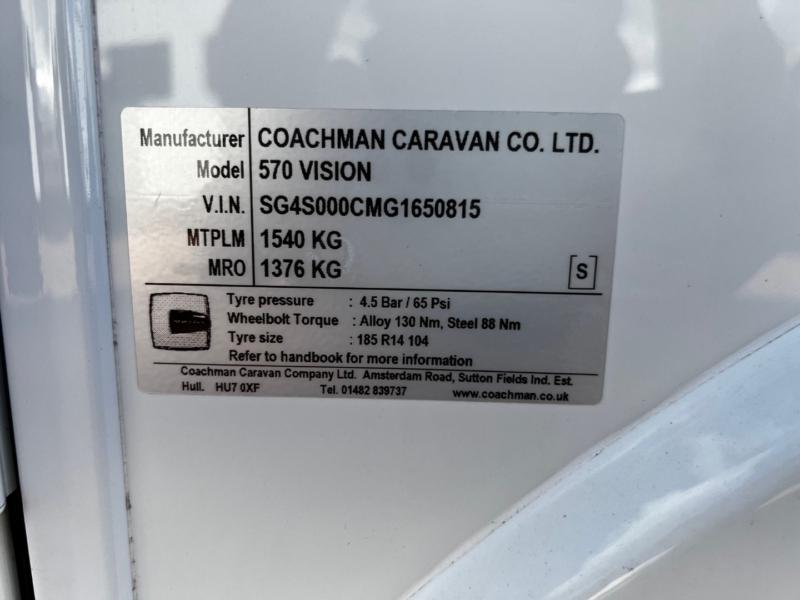 Manufacturer COACHMAN CARAVAN CO. LTD.
Model 570 VISION
V.I.N. SG4S000CMG1650815
MTPLM 1540 KG
MRO 1376 KG [S]
Tyre pressure : 4.5 Bar / 65 Psi
Wheelbolt Torque : Alloy 130 Nm, Steel 88 Nm
Tyre size : 185 R14 104
Refer to handbook for more information
Coachman Caravan Company Ltd. Amsterdam Road, Sutton Fields Ind. Est.
Hull. HU7 0XF Tel. 01482 839737 www.coachman.co.uk